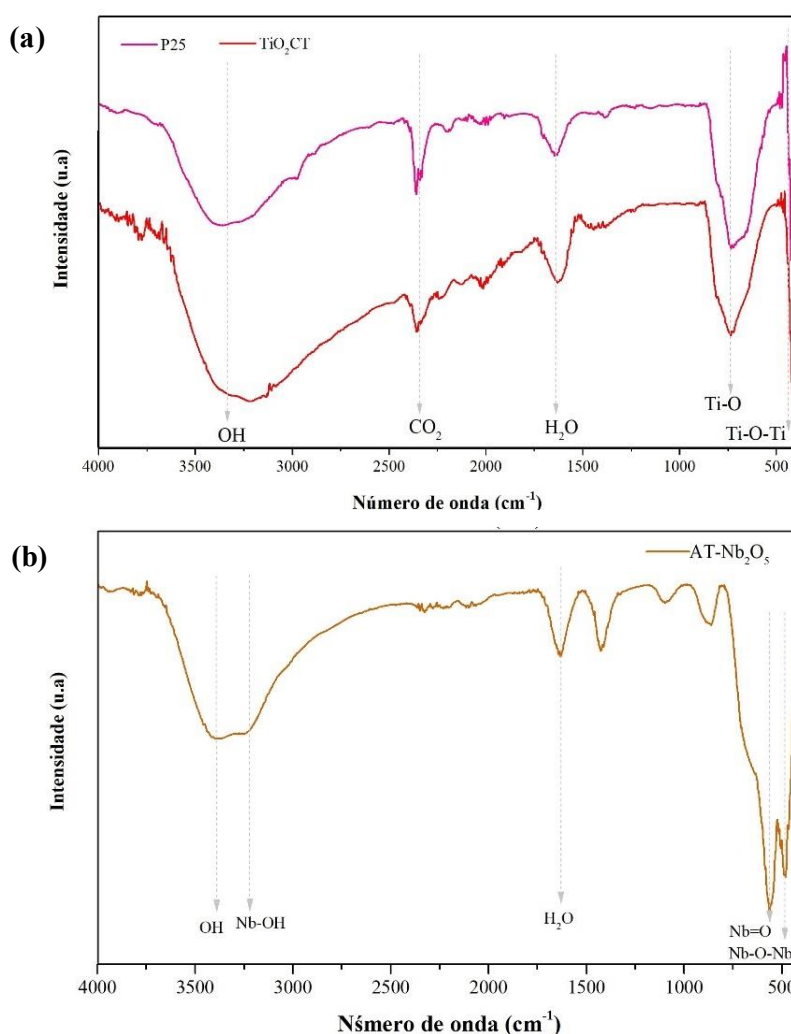 (a)
P25 TiO₂CT
Intensidade (u.a)
OH CO₂ H₂O Ti-O Ti-O-Ti
4000 3500 3000 2500 2000 1500 1000 500
Número de onda (cm⁻¹)
(b)
AT-Nb₂O₅
Intensidade (u.a)
OH Nb-OH H₂O Nb=O
Nb-O-Nb
4000 3500 3000 2500 2000 1500 1000 500
Nśmero de onda (cm⁻¹)